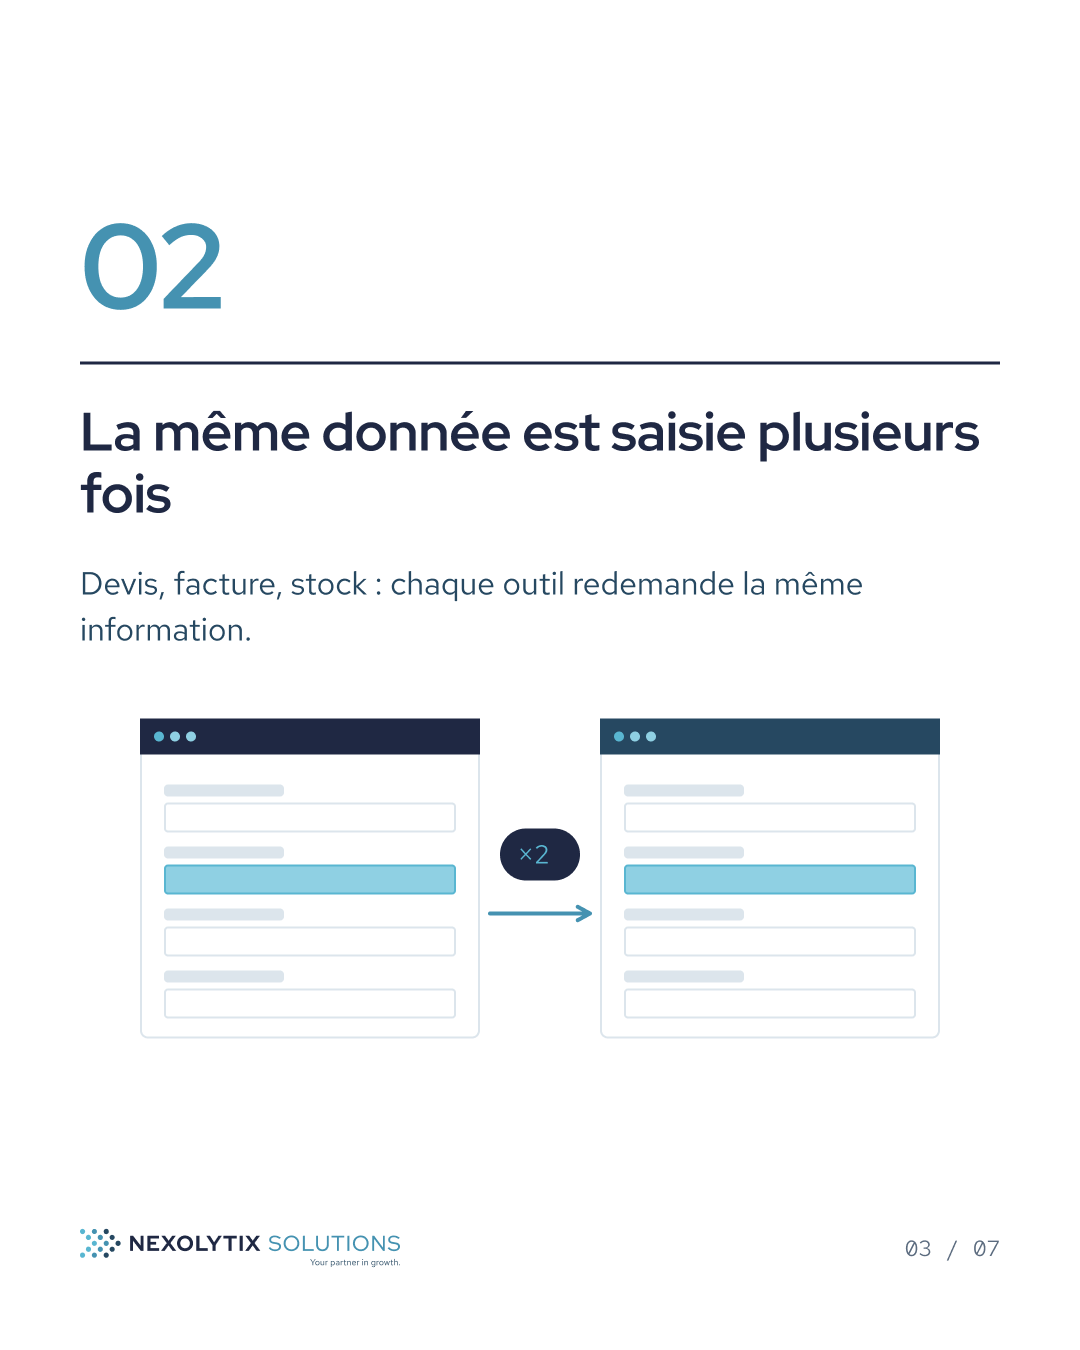 02
La même donnée est saisie plusieurs
fois
Devis, facture, stock : chaque outil redemande la même
information.
×2
NEXOLYTIX SOLUTIONS
Your partner in growth.
03 / 07